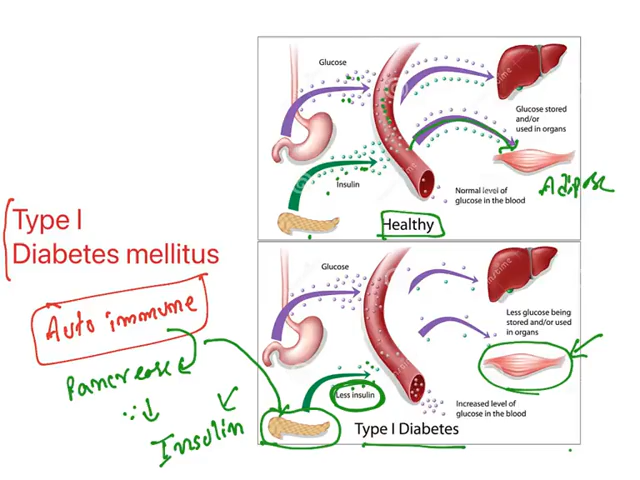 Glucose
Glucose stored
and/or
used in organs
Insulin
Normal level of
glucose in the blood
Adipose
Healthy
Type I
Diabetes mellitus
Auto immune
Pancrease
Insulin
Glucose
Less glucose being
stored and/or used
in organs
Less insulin
Increased level of
glucose in the blood
Type I Diabetes